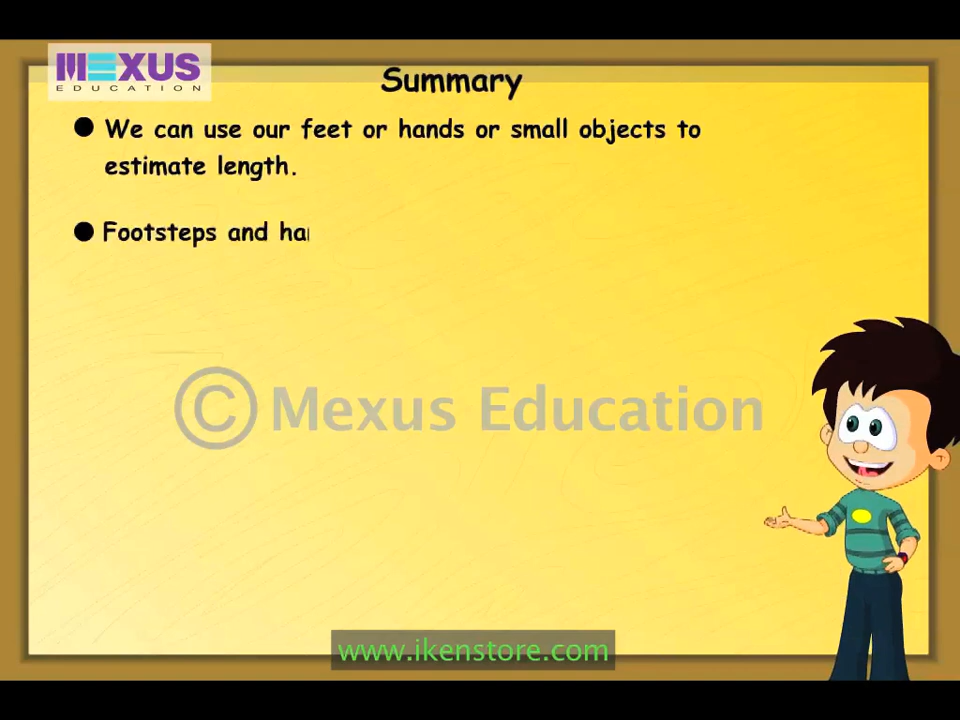 MEXUS
EDUCATION
Summary
● We can use our feet or hands or small objects to
estimate length.
● Footsteps and
© Mexus Education
www.ikenstore.com